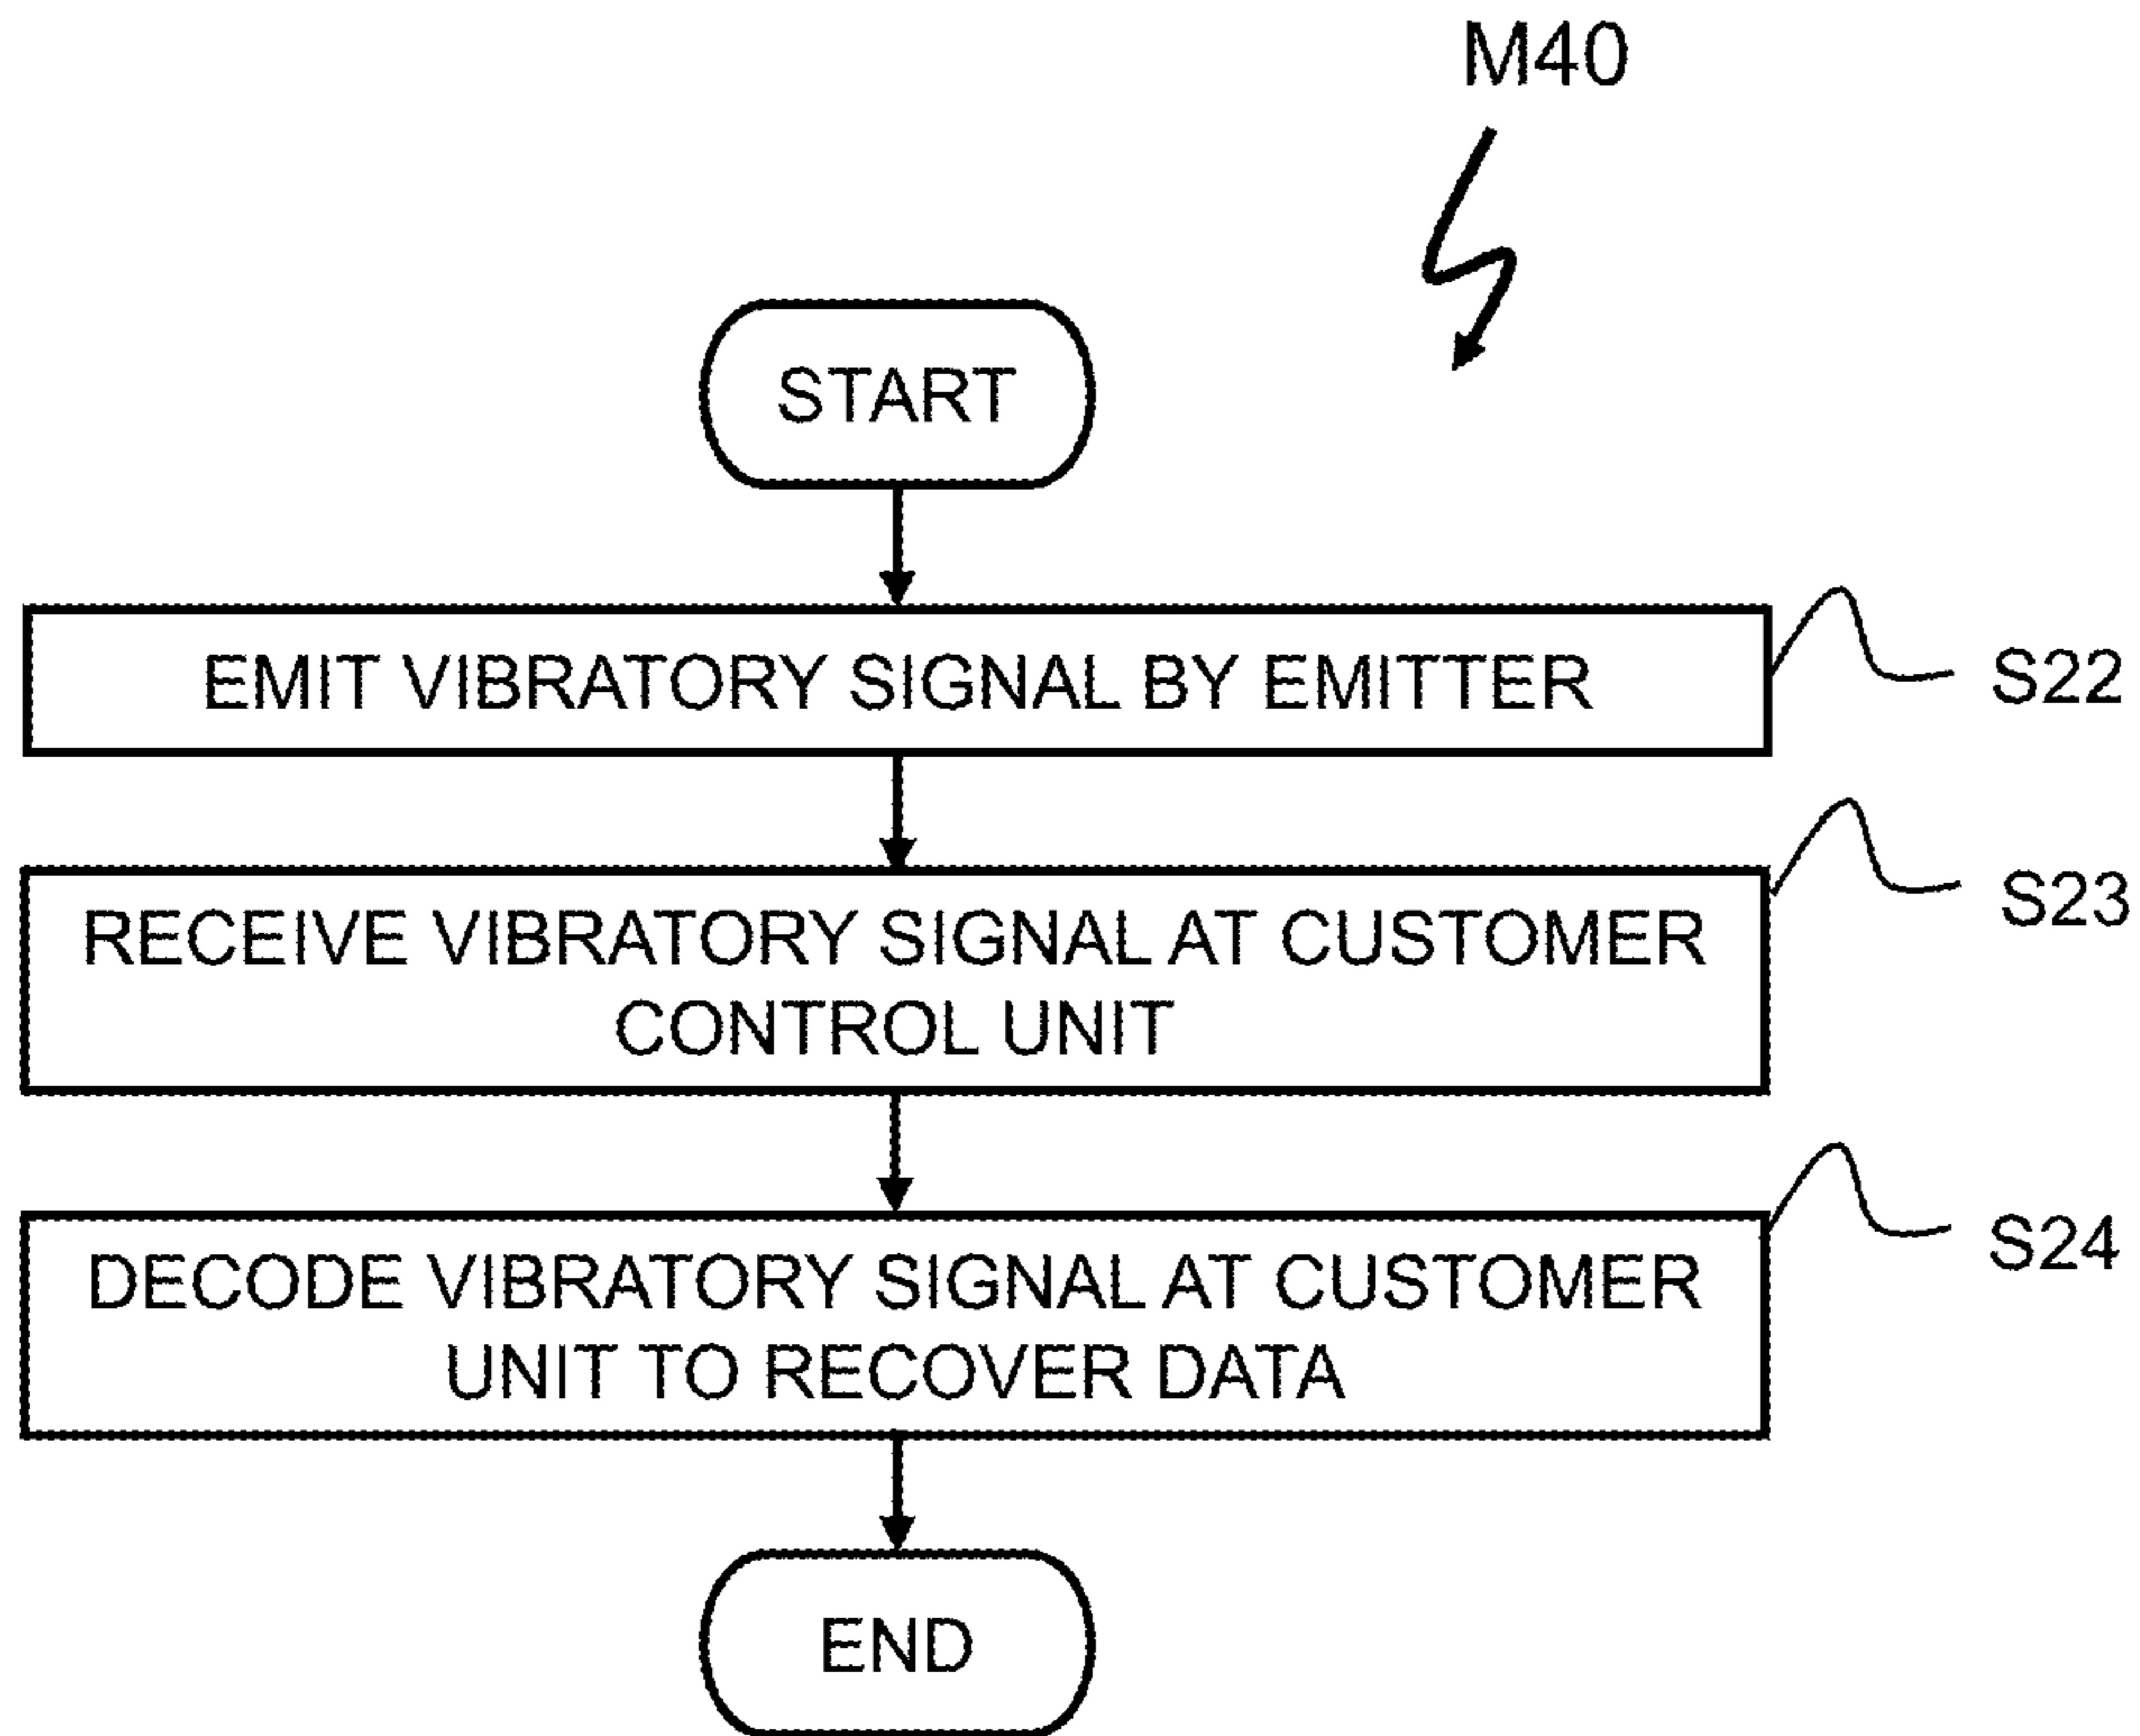 M40
START
EMIT VIBRATORY SIGNAL BY EMITTER
S22
RECEIVE VIBRATORY SIGNAL AT CUSTOMER
CONTROL UNIT
S23
DECODE VIBRATORY SIGNAL AT CUSTOMER
UNIT TO RECOVER DATA
S24
END